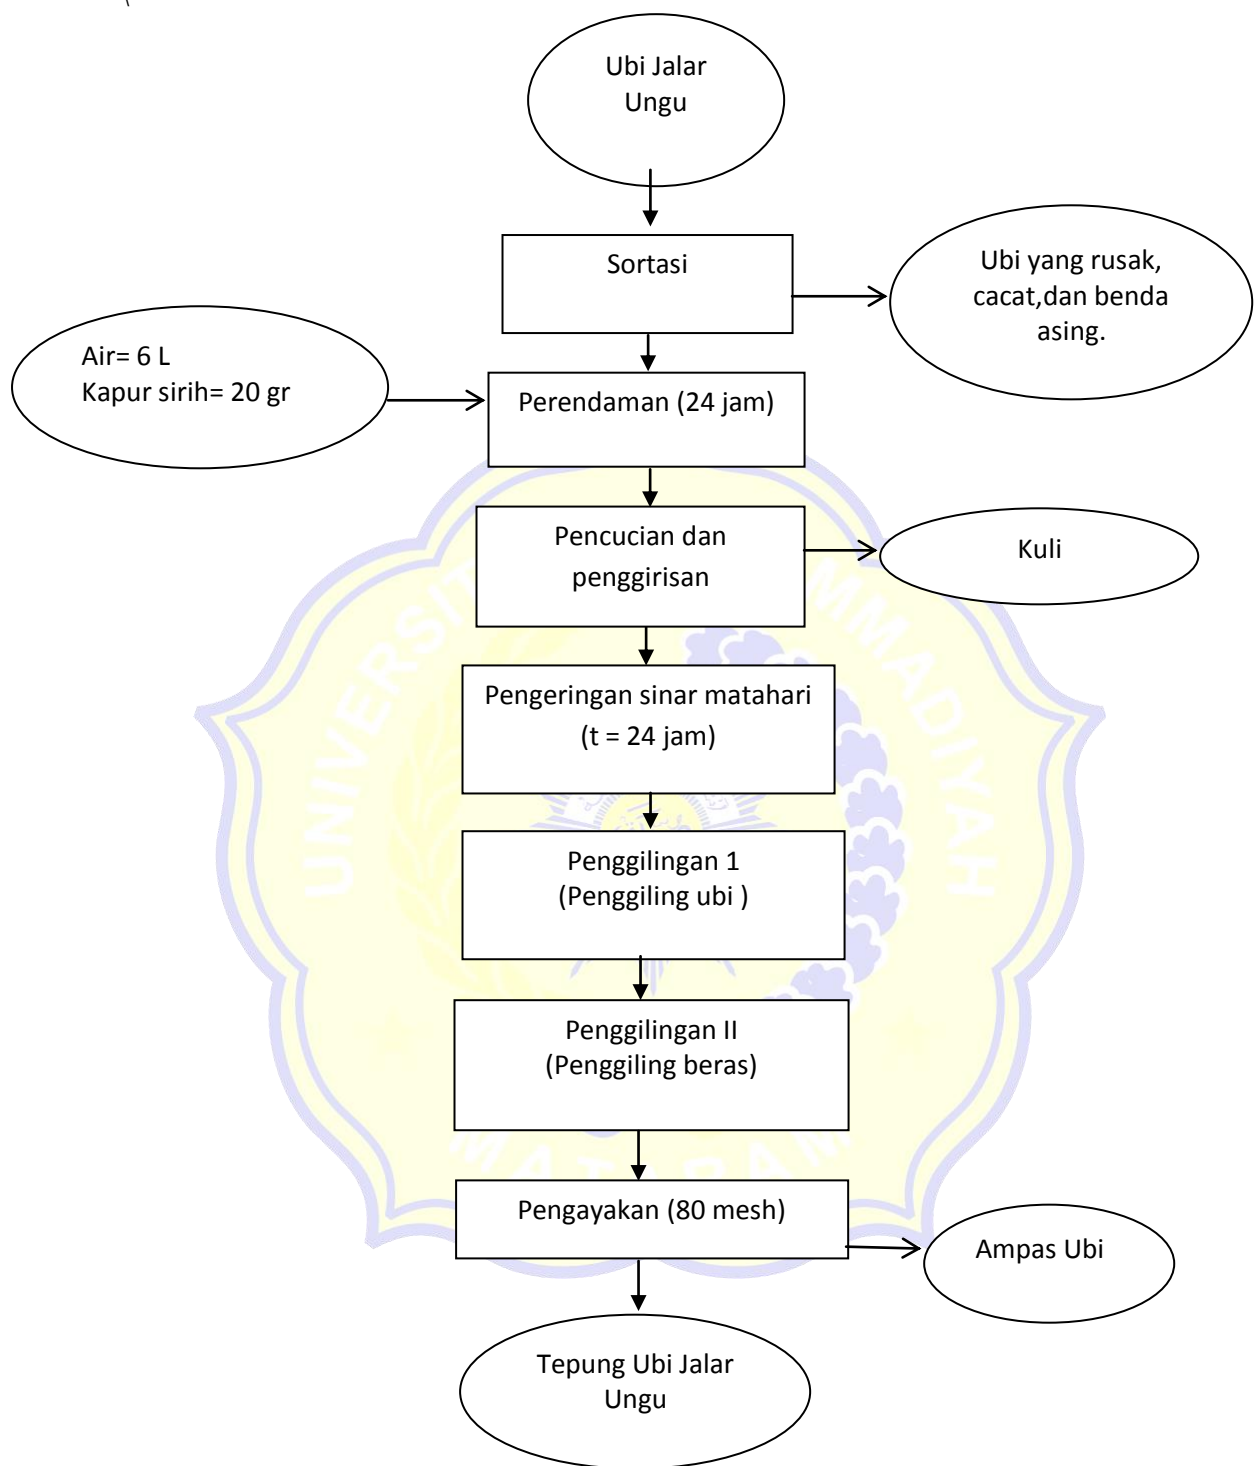 Ubi Jalar
Ungu
Sortasi
Ubi yang rusak,
cacat,dan benda
asing.
Air= 6 L
Kapur sirih= 20 gr
Perendaman (24 jam)
Pencucian dan
penggirisan
Kuli
Pengeringan sinar matahari
(t = 24 jam)
Penggilingan 1
(Penggiling ubi )
Penggilingan II
(Penggiling beras)
Pengayakan (80 mesh)
Ampas Ubi
Tepung Ubi Jalar
Ungu